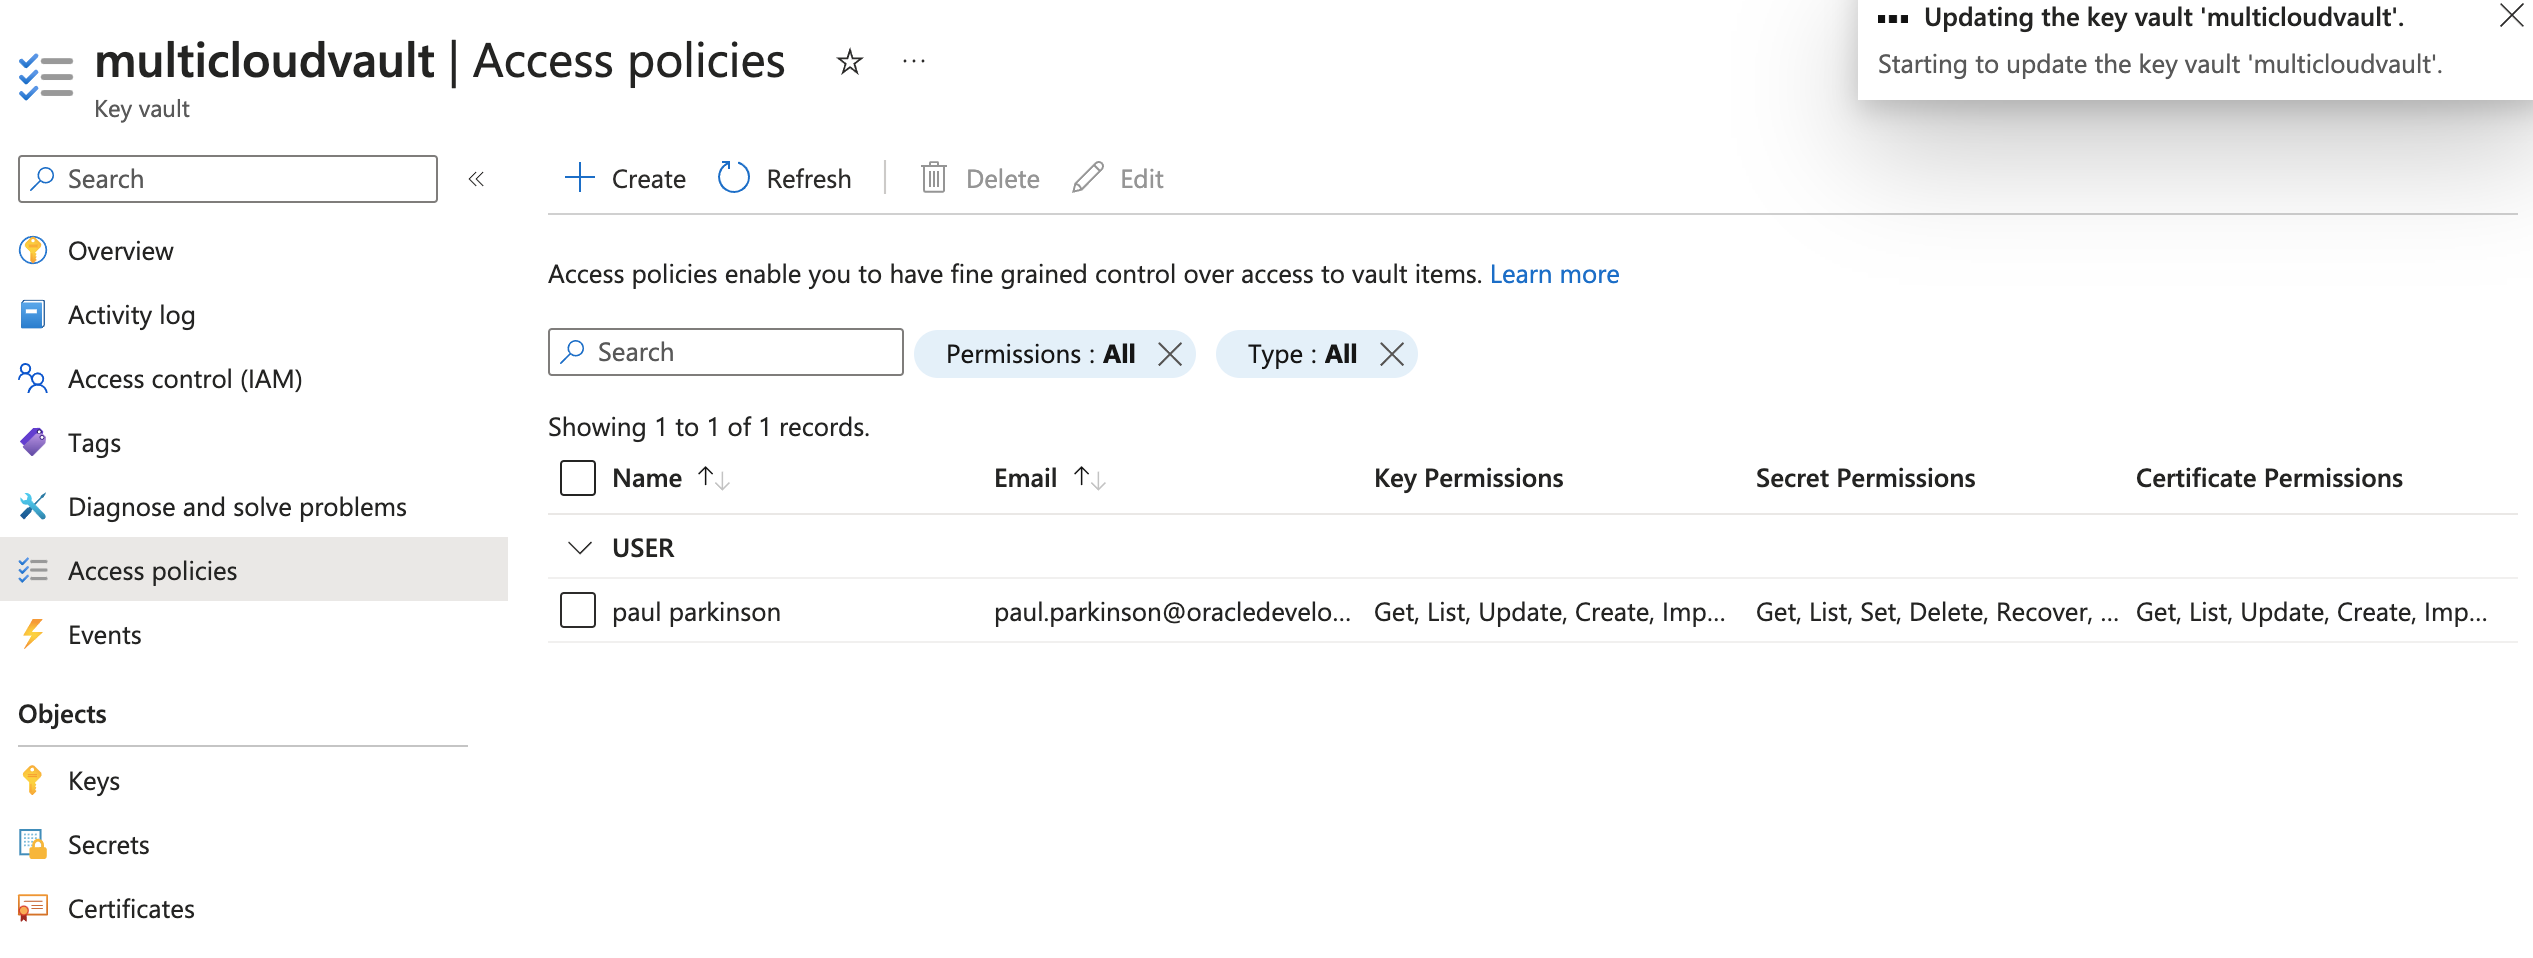 multicloudvault | Access policies
Key vault
Updating the key vault 'multicloudvault'.
Starting to update the key vault 'multicloudvault'.
Search
Overview
Activity log
Access control (IAM)
Tags
Diagnose and solve problems
Access policies
Events
Objects
Keys
Secrets
Certificates
Create Refresh Delete Edit
Access policies enable you to have fine grained control over access to vault items. Learn more
Search Permissions : All Type : All
Showing 1 to 1 of 1 records.
Name Email Key Permissions Secret Permissions Certificate Permissions
USER
paul parkinson paul.parkinson@oracledevelo... Get, List, Update, Create, Imp... Get, List, Set, Delete, Recover, ... Get, List, Update, Create, Imp...